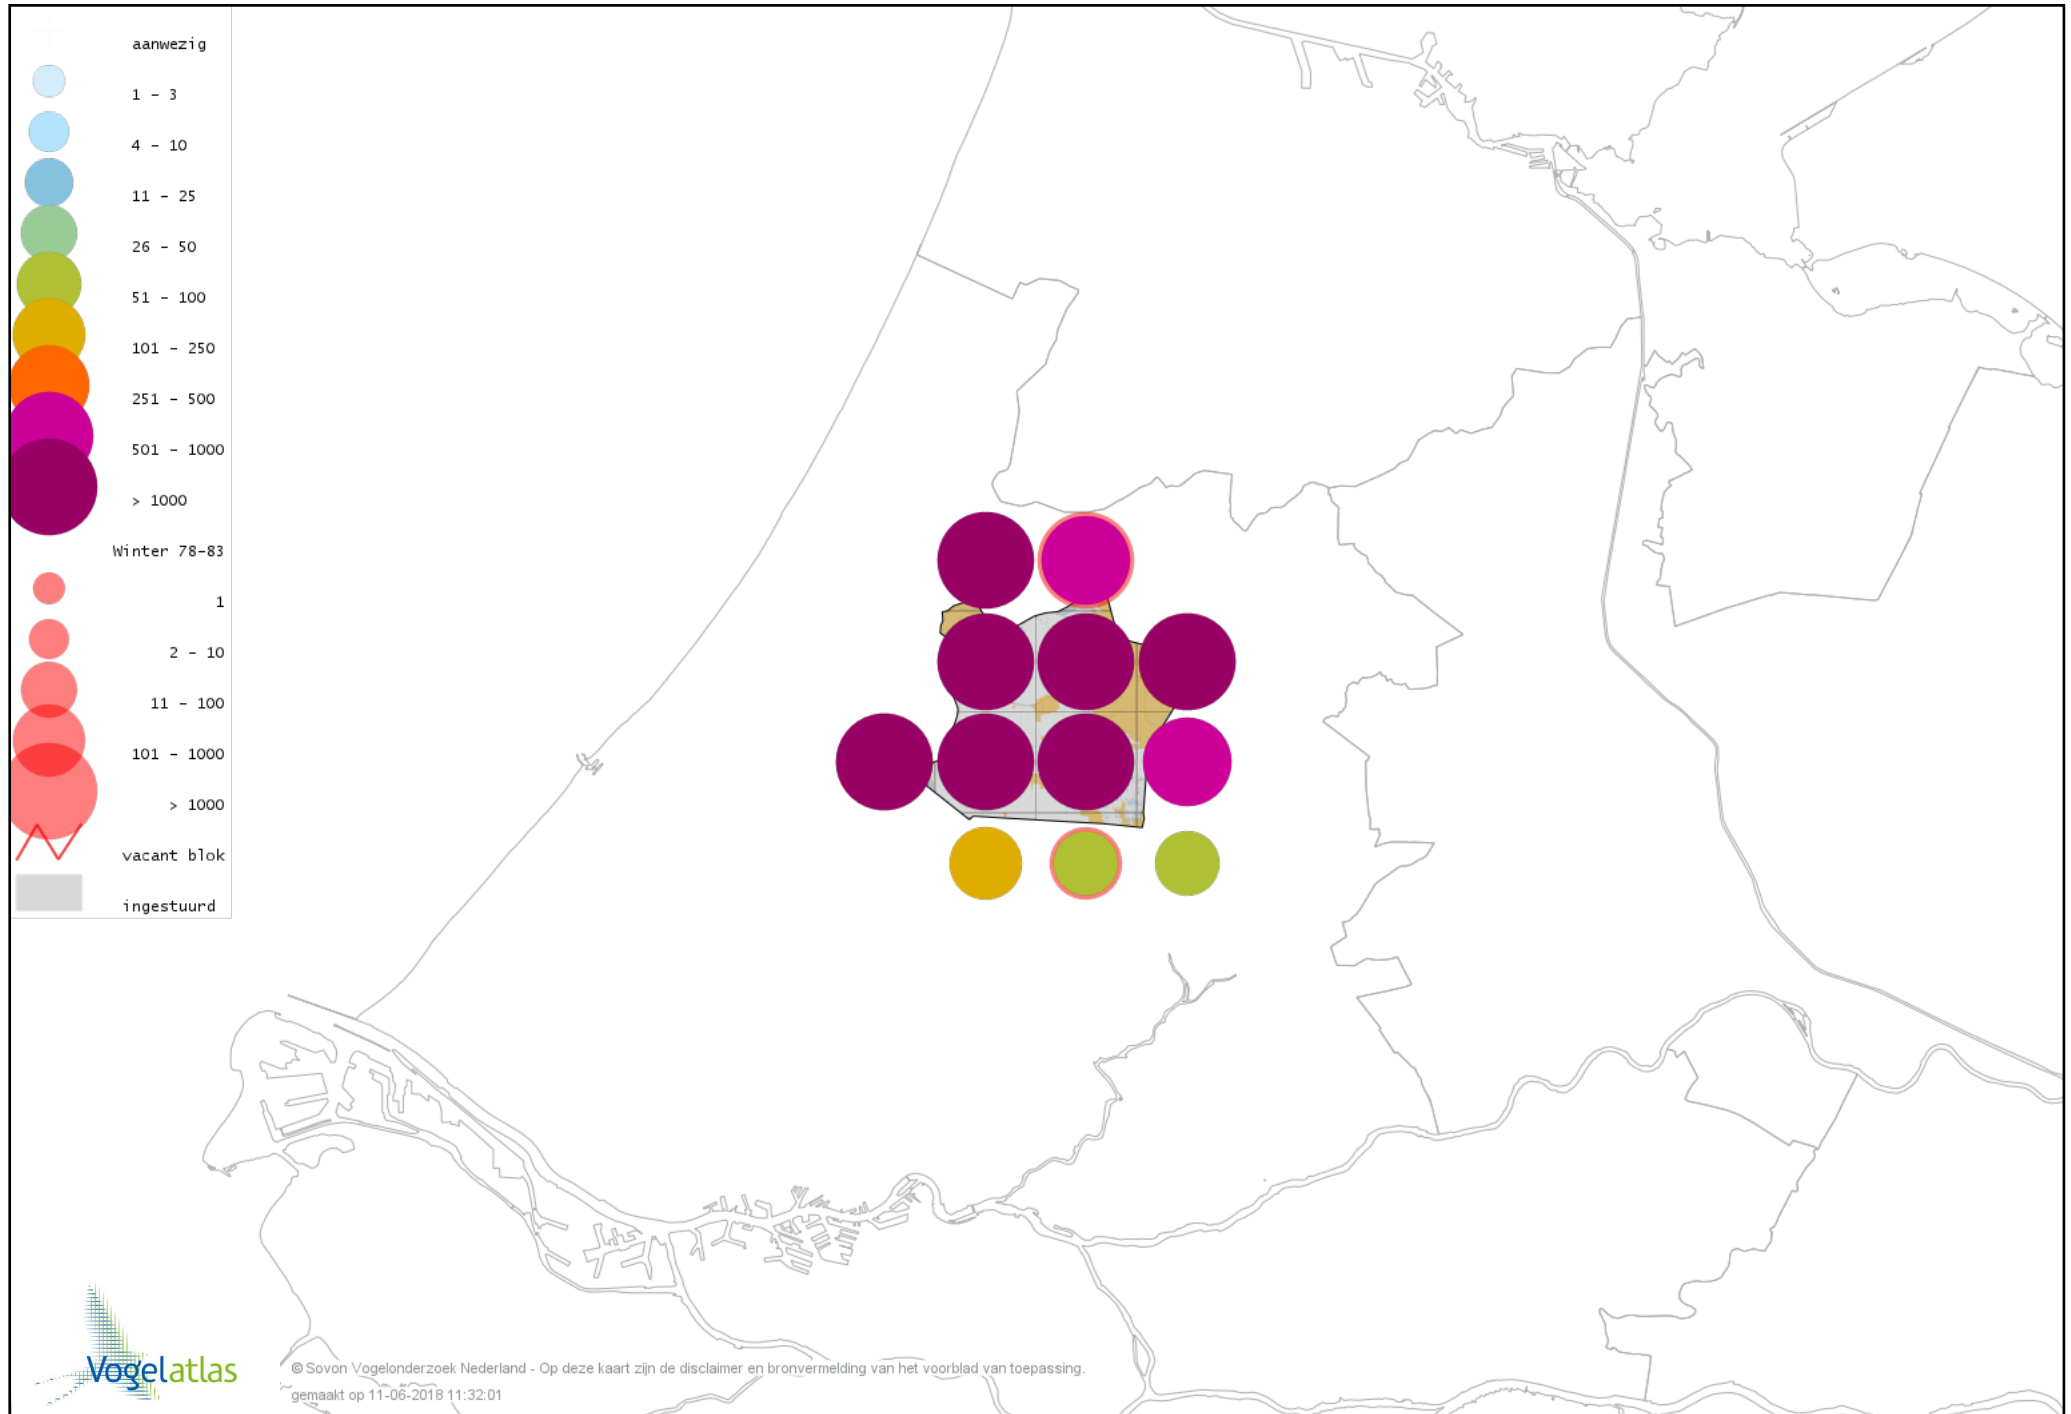 aanwezig
1 - 3
4 - 10
11 - 25
26 - 50
51 - 100
101 - 250
251 - 500
501 - 1000
> 1000
Winter 78-83
1
2 - 10
11 - 100
101 - 1000
> 1000
vacant blok
ingestuurd
Vogelatlas
© Sovon Vogelonderzoek Nederland - Op deze kaart zijn de disclaimer en bronvermelding van het voorblad van toepassing.
gemaakt op 11-06-2018 11:32:01